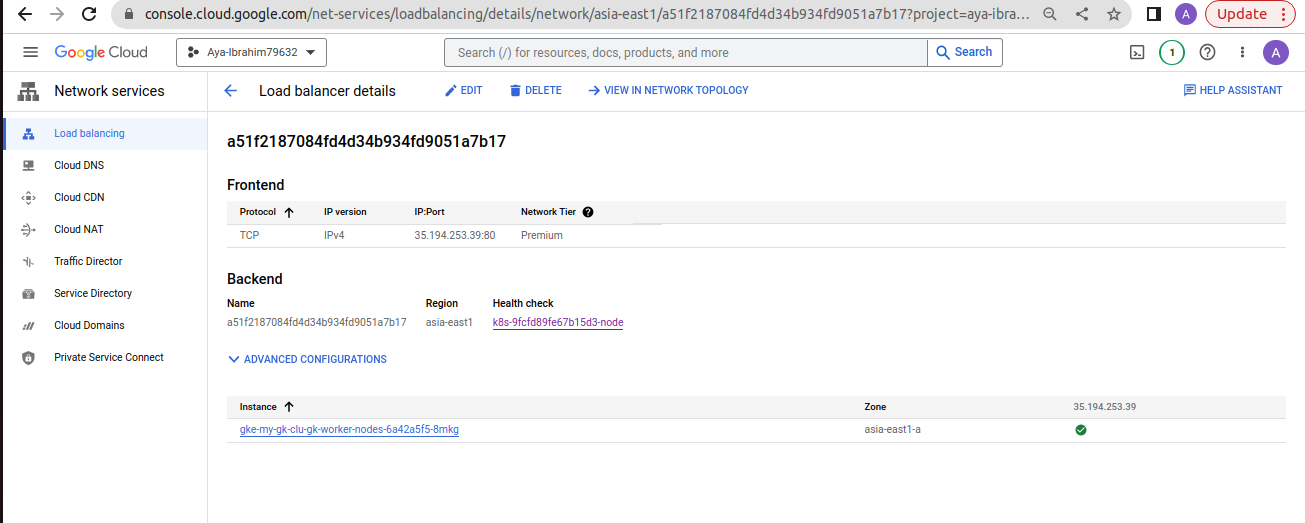 console.cloud.google.com/net-services/loadbalancing/details/network/asia-east1/a51f2187084fd4d34b934fd9051a7b17?project=aya-ibra...
A
Update
Google Cloud
Aya-Ibrahim79632
Search (/) for resources, docs, products, and more
Search
1
A
Network services
Load balancer details
EDIT
DELETE
VIEW IN NETWORK TOPOLOGY
HELP ASSISTANT
Load balancing
Cloud DNS
Cloud CDN
Cloud NAT
Traffic Director
Service Directory
Cloud Domains
Private Service Connect
a51f2187084fd4d34b934fd9051a7b17
Frontend
Protocol IP version IP:Port Network Tier
TCP IPv4 35.194.253.39:80 Premium
Backend
Name Region Health check
a51f2187084fd4d34b934fd9051a7b17 asia-east1 k8s-9fcfd89fe67b15d3-node
ADVANCED CONFIGURATIONS
Instance Zone 35.194.253.39
gke-my-gk-clu-gk-worker-nodes-6a42a5f5-8mkg asia-east1-a